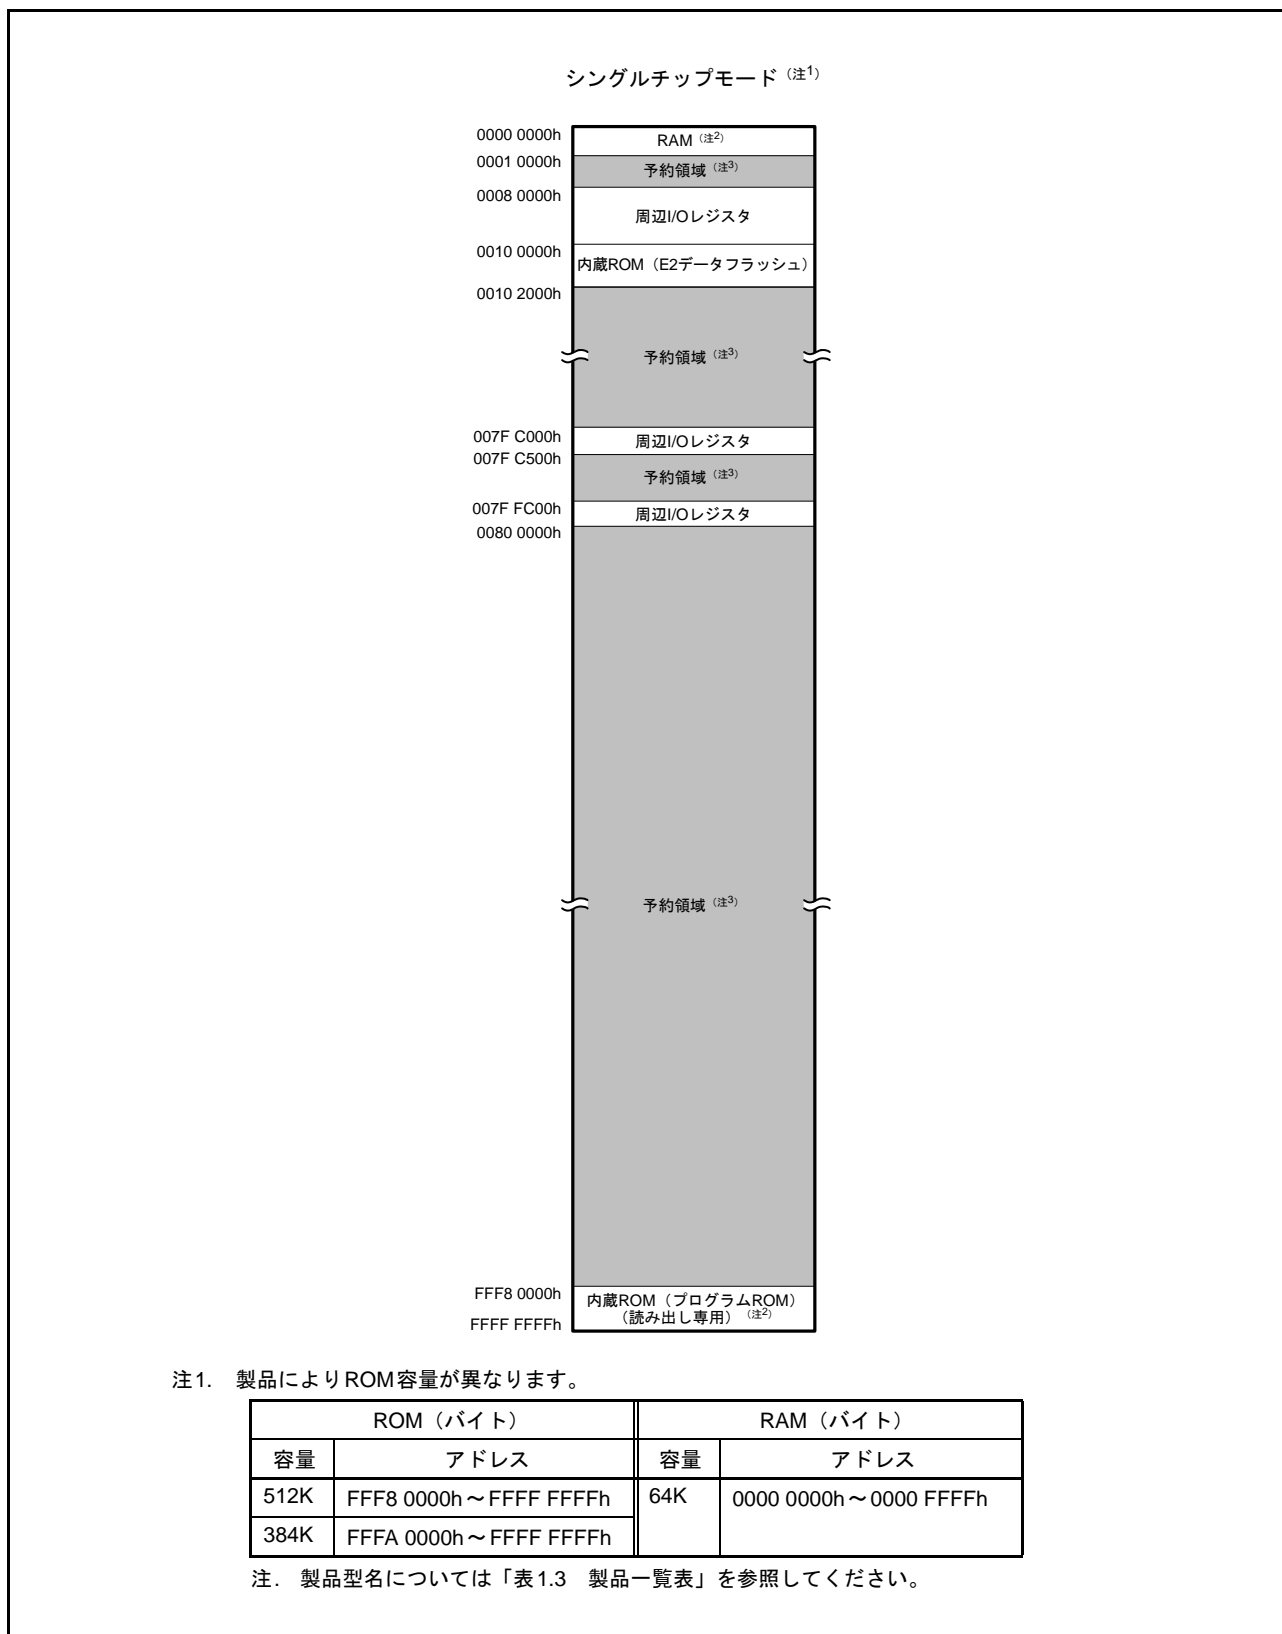 シングルチップモード（注1）
0000 0000h
RAM（注2）
0001 0000h
予約領域（注3）
0008 0000h
周辺I/Oレジスタ
0010 0000h
内蔵ROM（E2データフラッシュ）
0010 2000h
予約領域（注3）
007F C000h
周辺I/Oレジスタ
007F C500h
予約領域（注3）
007F FC00h
周辺I/Oレジスタ
0080 0000h
予約領域（注3）
FFF8 0000h
内蔵ROM（プログラムROM）
（読み出し専用）（注2）
FFFF FFFFh
注1. 製品によりROM容量が異なります。
ROM（バイト） RAM（バイト）
容量 アドレス 容量 アドレス
512K FFF8 0000h～FFFF FFFFh 64K 0000 0000h～0000 FFFFh
384K FFFA 0000h～FFFF FFFFh
注. 製品型名については「表1.3 製品一覧表」を参照してください。